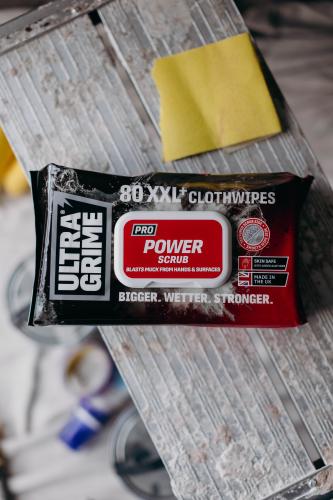 80 XXL+ CLOTHWIPES
ULTRA
GRIME®
PRO
POWER
SCRUB
BLASTS MUCK FROM HANDS & SURFACES
SKIN SAFE
MADE IN
THE UK
BIGGER. WETTER. STRONGER.